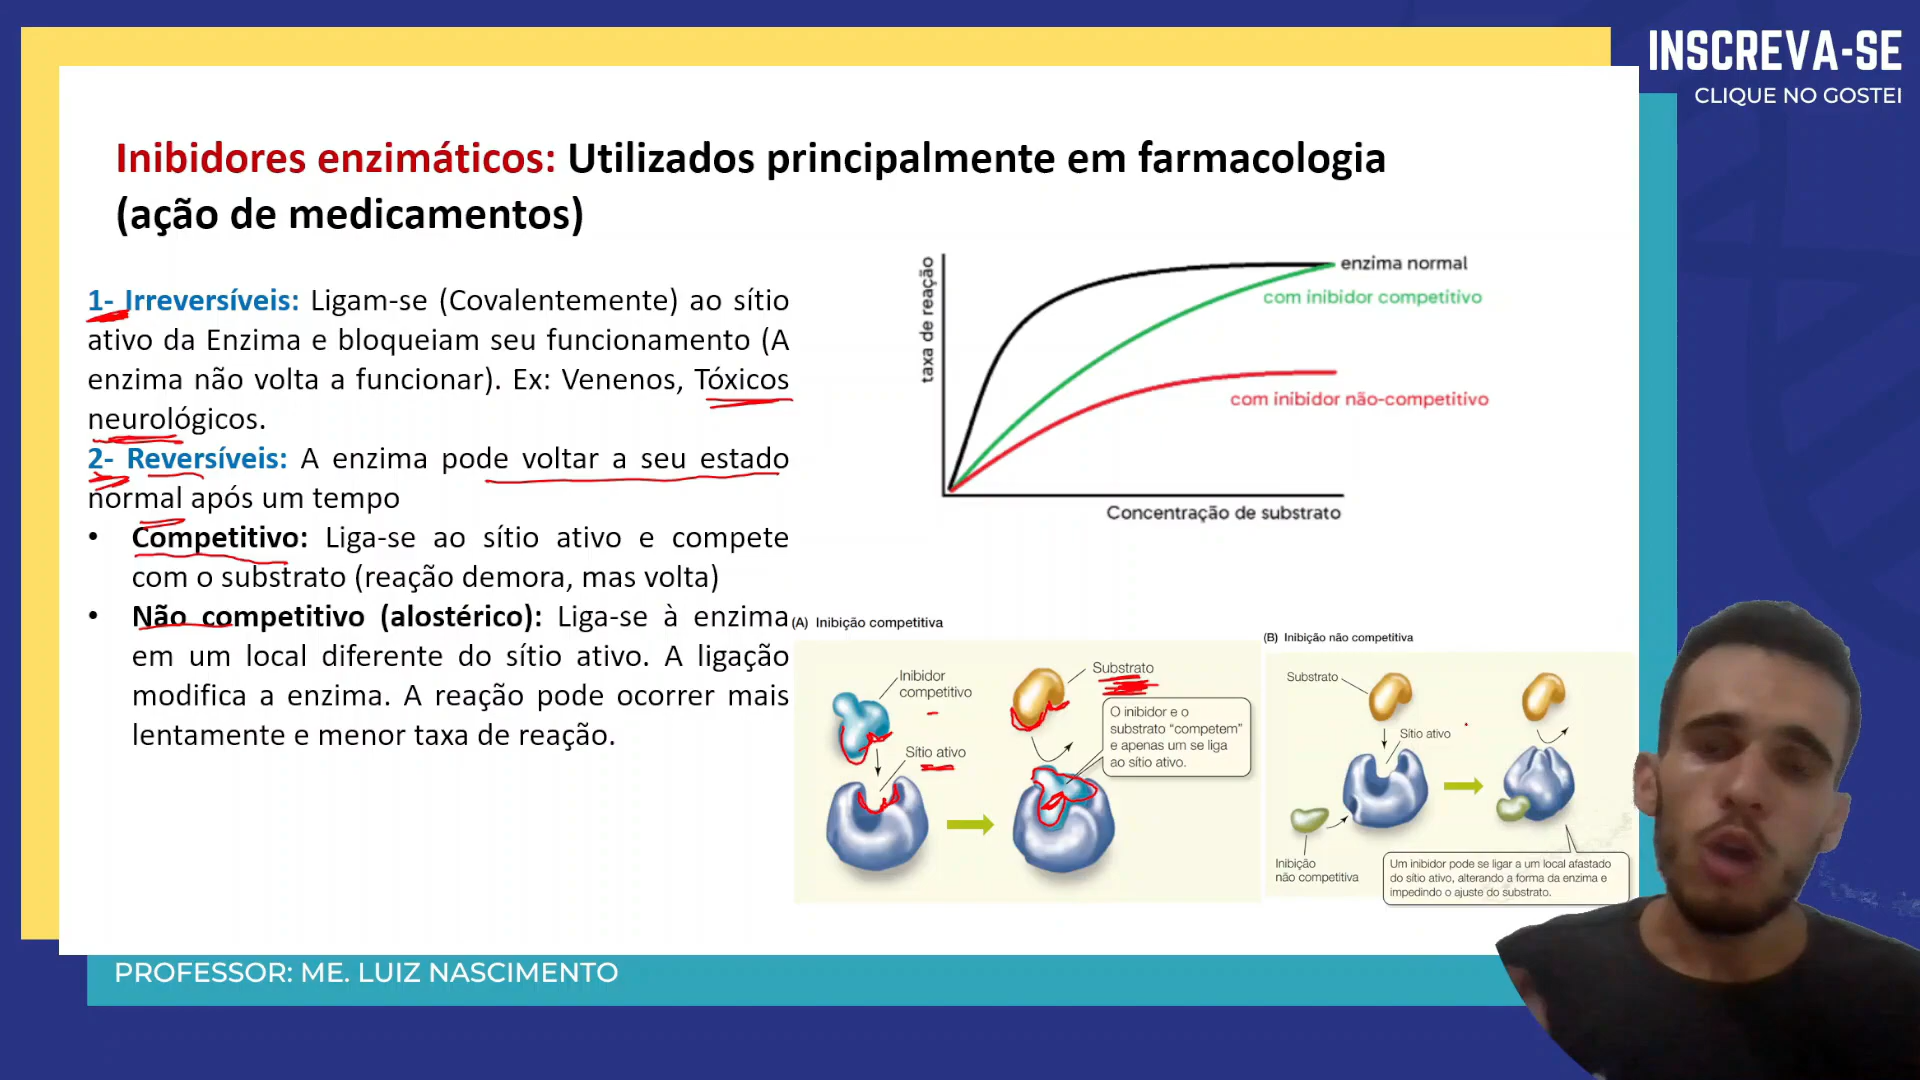 INSCREVA-SE
CLIQUE NO GOSTEI
Inibidores enzimáticos: Utilizados principalmente em farmacologia
(ação de medicamentos)
1- Irreversíveis: Ligam-se (Covalentemente) ao sítio
ativo da Enzima e bloqueiam seu funcionamento (A
enzima não volta a funcionar). Ex: Venenos, Tóxicos
neurológicos.
2- Reversíveis: A enzima pode voltar a seu estado
normal após um tempo
• Competitivo: Liga-se ao sítio ativo e compete
com o substrato (reação demora, mas volta)
• Não competitivo (alostérico): Liga-se à enzima
em um local diferente do sítio ativo. A ligação
modifica a enzima. A reação pode ocorrer mais
lentamente e menor taxa de reação.
taxa de reação
enzima normal
com inibidor competitivo
com inibidor não-competitivo
Concentração de substrato
(A) Inibição competitiva
Inibidor
competitivo
Substrato
O inibidor e o
substrato “competem”
e apenas um se liga
ao sítio ativo.
Sítio ativo
(B) Inibição não competitiva
Substrato
Sítio ativo
Inibição
não competitiva
Um inibidor pode se ligar a um local afastado
do sítio ativo, alterando a forma da enzima e
impedindo o ajuste do substrato.
PROFESSOR: ME. LUIZ NASCIMENTO